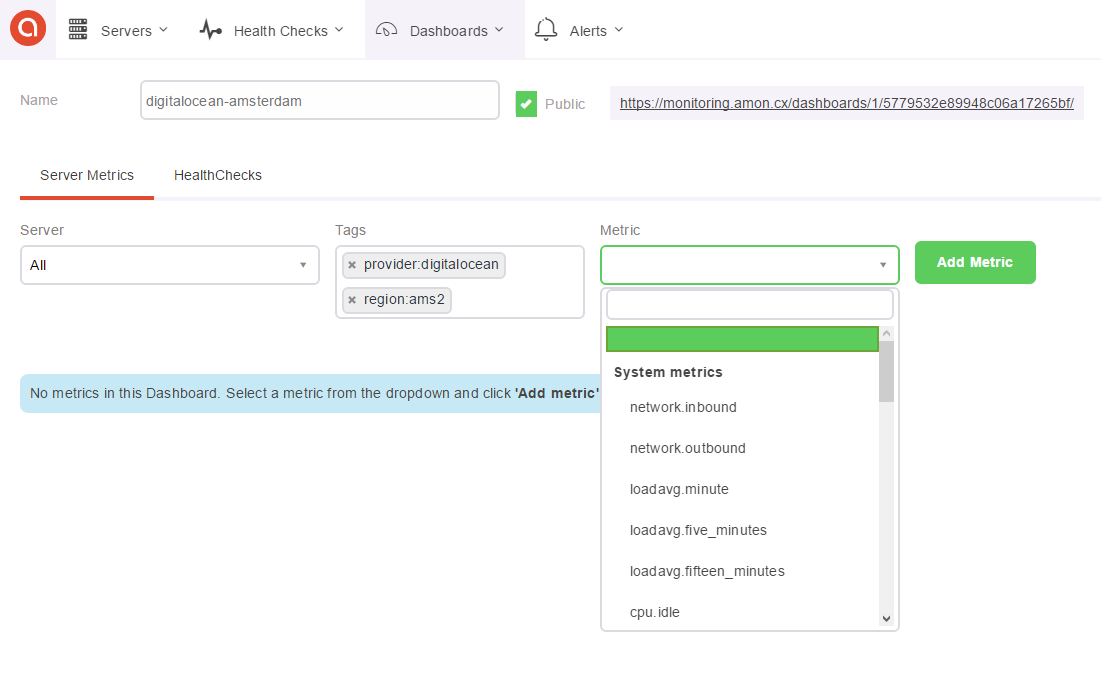 Servers Health Checks Dashboards Alerts
Name digitalocean-amsterdam Public https://monitoring.amon.cx/dashboards/1/5779532e89948c06a17265bf/
Server Metrics HealthChecks
Server Tags Metric
All × provider:digitalocean Add Metric
× region:ams2
System metrics
No metrics in this Dashboard. Select a metric from the dropdown and click 'Add metric'
network.inbound
network.outbound
loadavg.minute
loadavg.five_minutes
loadavg.fifteen_minutes
cpu.idle